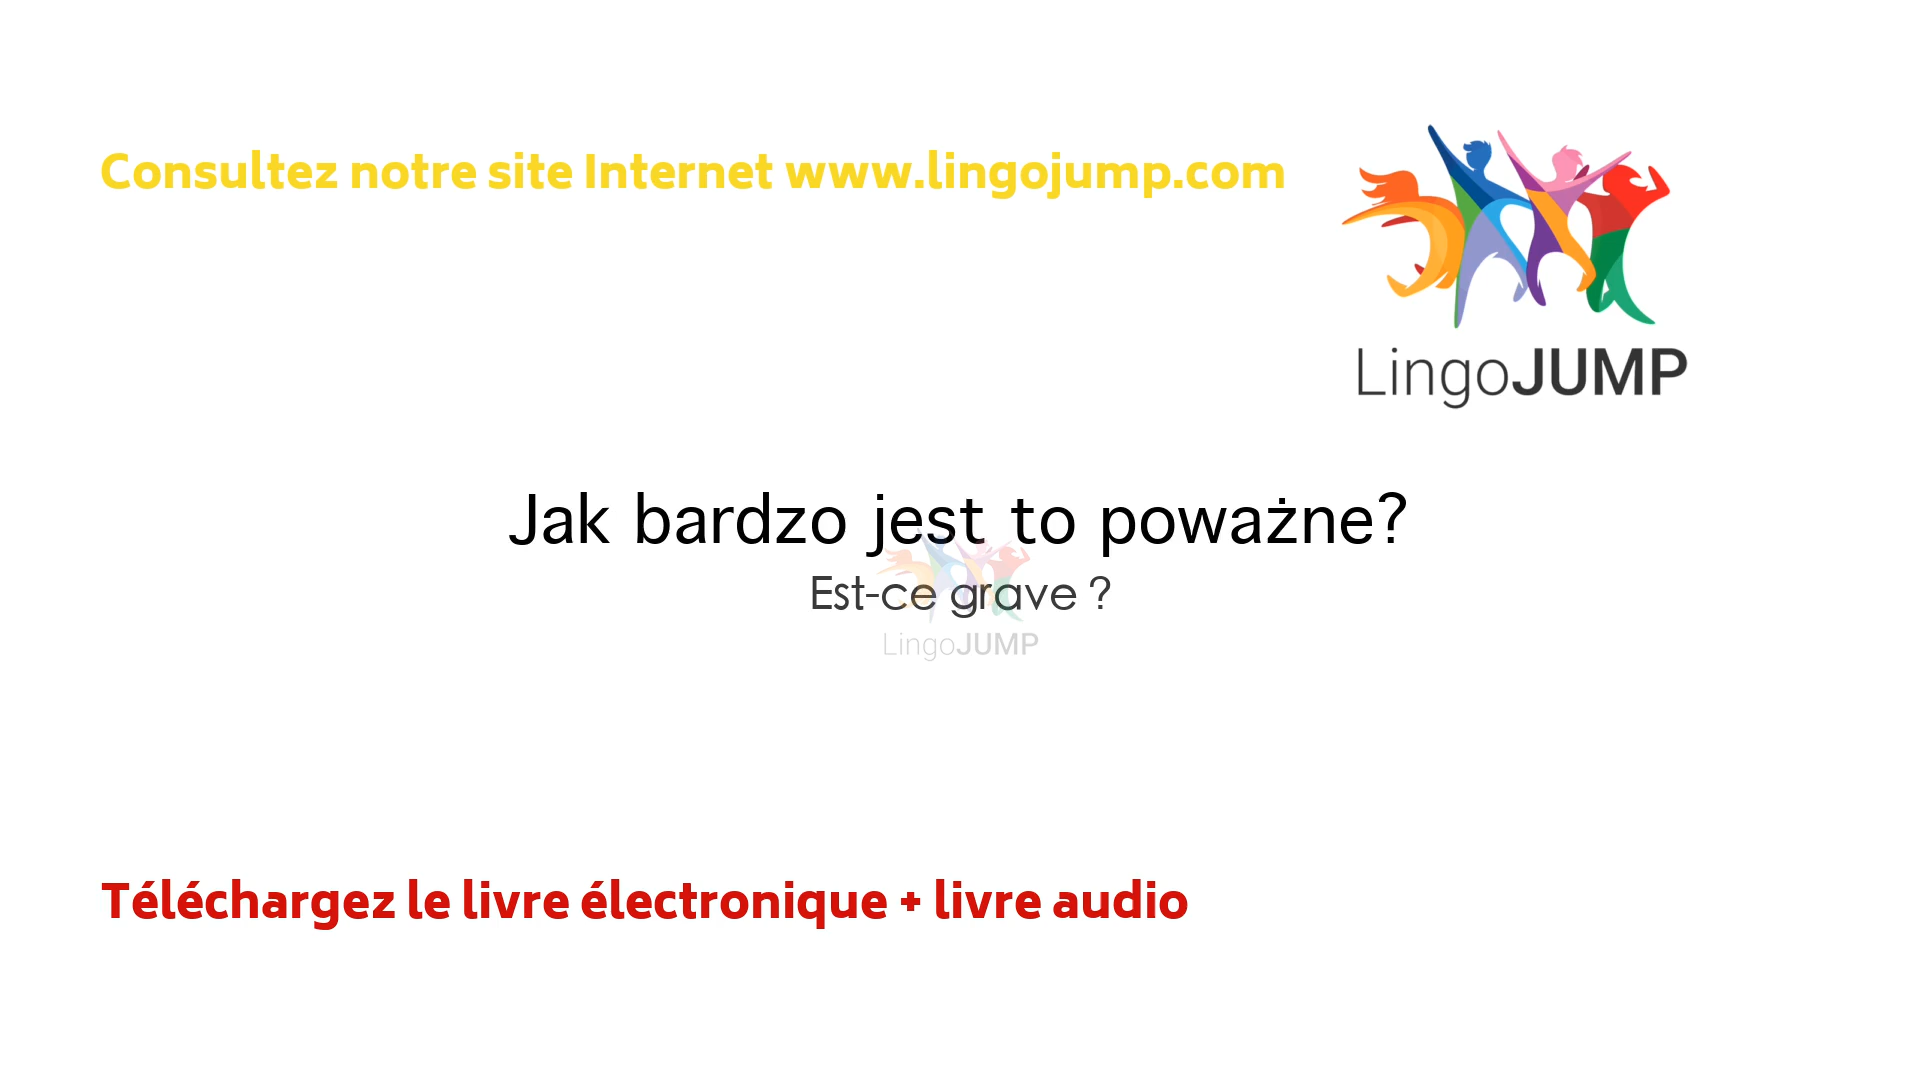 Consultez notre site Internet www.lingojump.com
LingoJUMP
Jak bardzo jest to poważne?
Est-ce grave ?
LingoJUMP
Téléchargez le livre électronique + livre audio